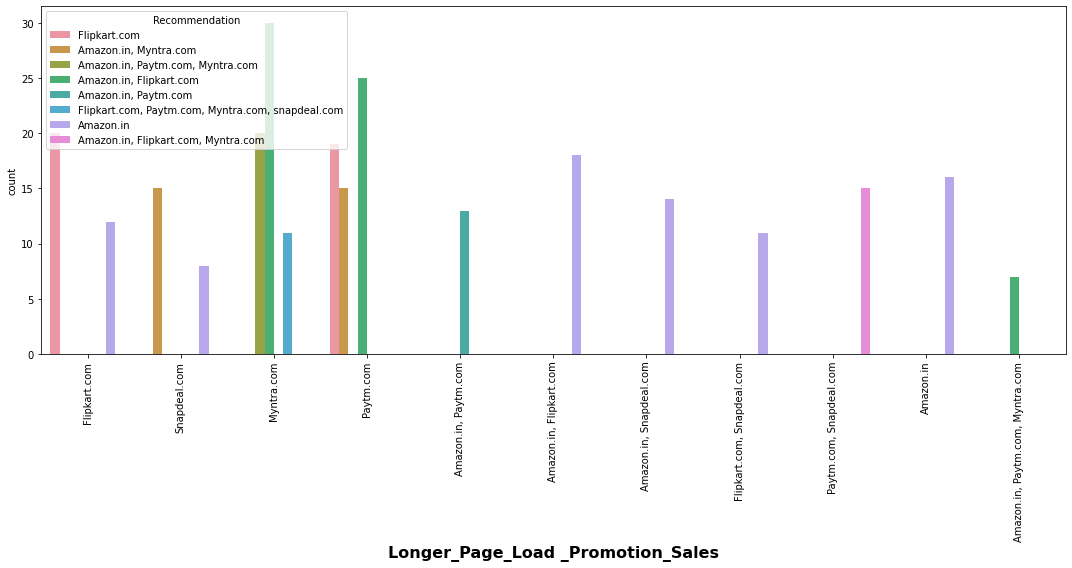 Recommendation
Flipkart.com
Amazon.in, Myntra.com
Amazon.in, Paytm.com, Myntra.com
Amazon.in, Flipkart.com
Amazon.in, Paytm.com
Flipkart.com, Paytm.com, Myntra.com, snapdeal.com
Amazon.in
Amazon.in, Flipkart.com, Myntra.com
30
25
20
15
10
5
0
count
Flipkart.com
Snapdeal.com
Myntra.com
Paytm.com
Amazon.in, Paytm.com
Amazon.in, Flipkart.com
Amazon.in, Snapdeal.com
Flipkart.com, Snapdeal.com
Paytm.com, Snapdeal.com
Amazon.in
Amazon.in, Paytm.com, Myntra.com
Longer_Page_Load _Promotion_Sales